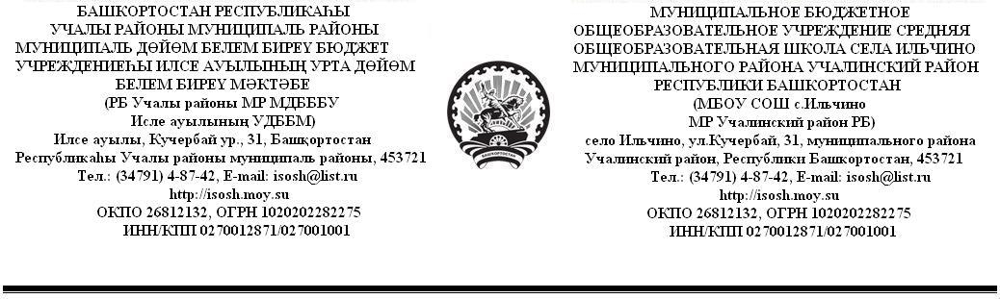 БАШКОРТОСТАН РЕСПУБЛИКАҺЫ
УЧАЛЫ РАЙОНЫ МУНИЦИПАЛЬ РАЙОНЫ
МУНИЦИПАЛЬ ДӨЙӨМ БЕЛЕМ БИРЕҮ БЮДЖЕТ
УЧРЕЖДЕНИЕҺЫ ИЛСЕ АУЫЛЫНЫҢ УРТА ДӨЙӨМ
БЕЛЕМ БИРЕҮ МӘКТӘБЕ
(РБ Учалы районы МР МДБББУ
Исле ауылының УДББМ)
Илсе ауылы, Кучербай ур., 31, Башҡортостан
Республикаһы Учалы районы муниципаль районы, 453721
Тел.: (34791) 4-87-42, E-mail: isosh@list.ru
http://isosh.moy.su
ОКПО 26812132, ОГРН 1020202282275
ИНН/КПП 0270012871/027001001
БАШКОРТОСТАН
МУНИЦИПАЛЬНОЕ БЮДЖЕТНОЕ
ОБЩЕОБРАЗОВАТЕЛЬНОЕ УЧРЕЖДЕНИЕ СРЕДНЯЯ
ОБЩЕОБРАЗОВАТЕЛЬНАЯ ШКОЛА СЕЛА ИЛЬЧИНО
МУНИЦИПАЛЬНОГО РАЙОНА УЧАЛИНСКИЙ РАЙОН
РЕСПУБЛИКИ БАШКОРТОСТАН
(МБОУ СОШ с.Ильчино
МР Учалинский район РБ)
село Ильчино, ул.Кучербай, 31, муниципального района
Учалинский район, Республики Башкортостан, 453721
Тел.: (34791) 4-87-42, E-mail: isosh@list.ru
http://isosh.moy.su
ОКПО 26812132, ОГРН 1020202282275
ИНН/КПП 0270012871/027001001